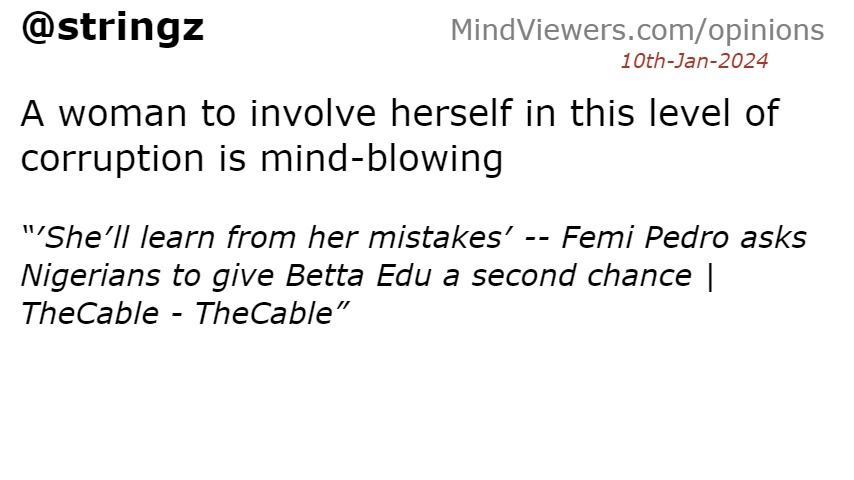 @stringz
MindViewers.com/opinions
10th-Jan-2024
A woman to involve herself in this level of
corruption is mind-blowing
“’She’ll learn from her mistakes’ -- Femi Pedro asks
Nigerians to give Betta Edu a second chance |
TheCable - TheCable”